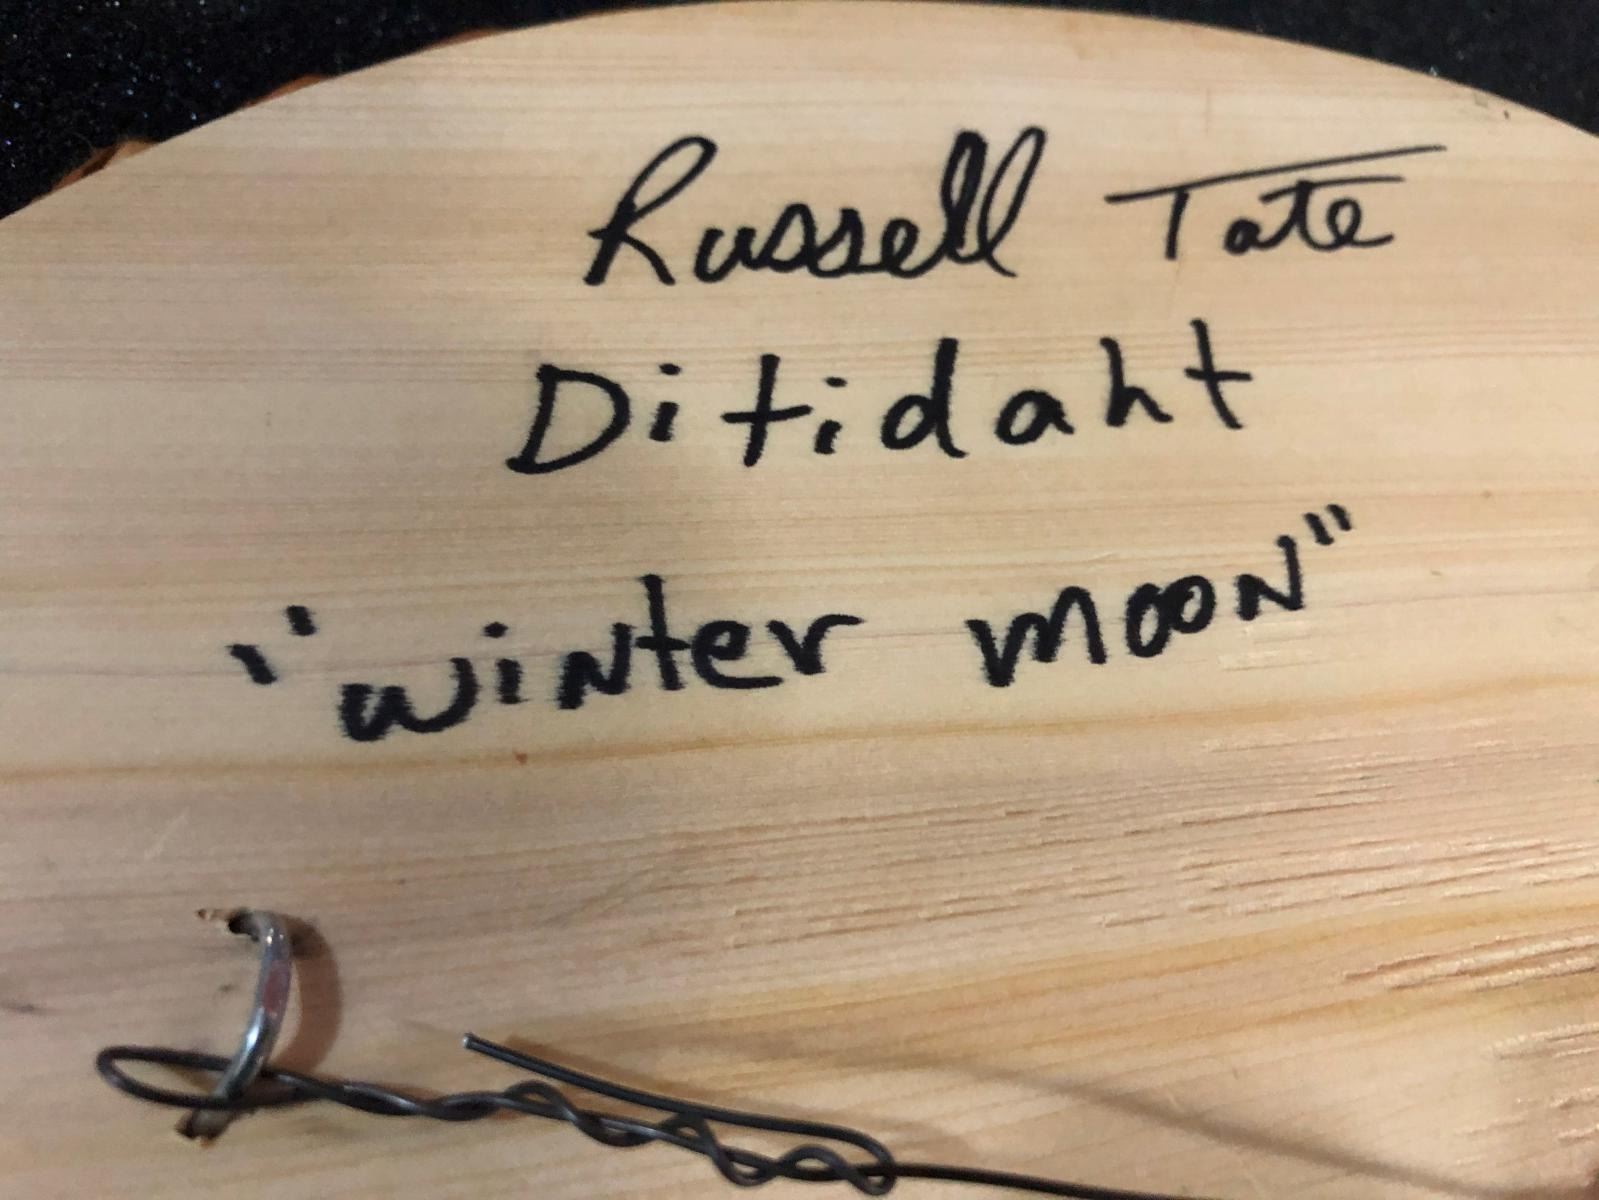 Russell Tate
Ditidaht
"winter moon"